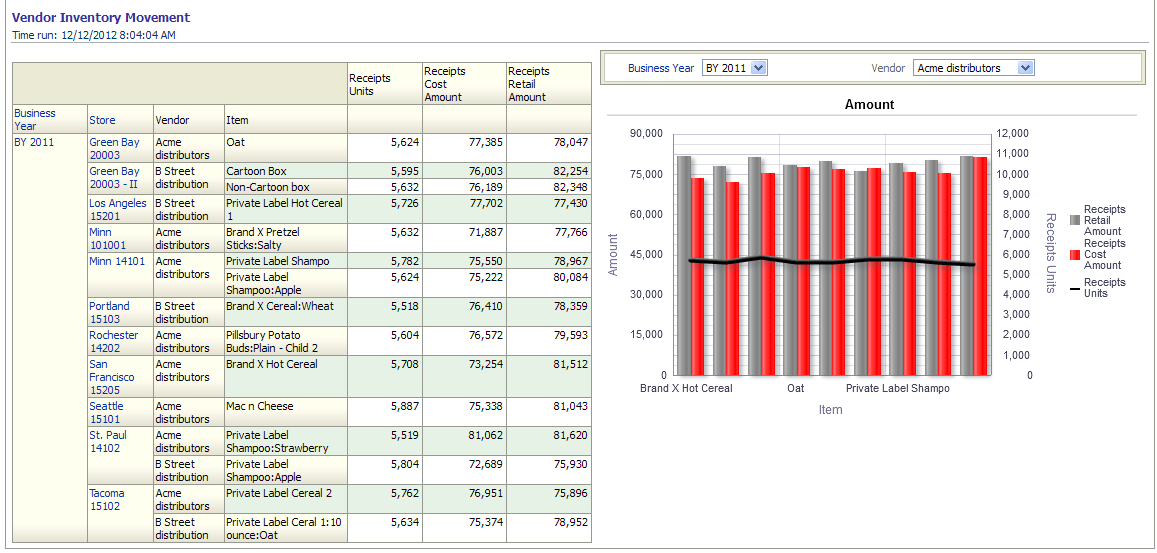 Vendor Inventory Movement
Time run: 12/12/2012 8:04:04 AM
Receipts Units Receipts Cost Amount Receipts Retail Amount
Business Year Store Vendor Item
BY 2011 Green Bay 20003 Acme distributors Oat 5,624 77,385 78,047
Green Bay 20003 - II B Street distribution Cartoon Box 5,595 76,003 82,254
Non-Cartoon box 5,632 76,189 82,348
Los Angeles 15201 B Street distribution Private Label Hot Cereal 1 5,726 77,702 77,430
Minn 101001 Acme distributors Brand X Pretzel Sticks:Salty 5,632 71,887 77,766
Minn 14101 Acme distributors Private Label Shampo 5,782 75,550 78,967
Private Label Shampoo:Apple 5,624 75,222 80,084
Portland 15103 B Street distribution Brand X Cereal:Wheat 5,518 76,410 78,359
Rochester 14202 Acme distributors Pillsbury Potato Buds:Plain - Child 2 5,604 76,572 79,593
San Francisco 15205 Acme distributors Brand X Hot Cereal 5,708 73,254 81,512
Seattle 15101 Acme distributors Mac n Cheese 5,887 75,338 81,043
St. Paul 14102 Acme distributors Private Label Shampoo:Strawberry 5,519 81,062 81,620
B Street distribution Private Label Shampoo:Apple 5,804 72,689 75,930
Tacoma 15102 Acme distributors Private Label Cereal 2 5,762 76,951 75,896
B Street distribution Private Label Ceral 1:10 ounce:Oat 5,634 75,374 78,952
Business Year BY 2011 Vendor Acme distributors
Amount
90,000
75,000
60,000
45,000
30,000
15,000
0
Amount
12,000
11,000
10,000
9,000
8,000
7,000
6,000
5,000
4,000
3,000
2,000
1,000
0
Receipts Units
Brand X Hot Cereal Oat Private Label Shampo
Item
Receipts Retail Amount
Receipts Cost Amount
Receipts Units